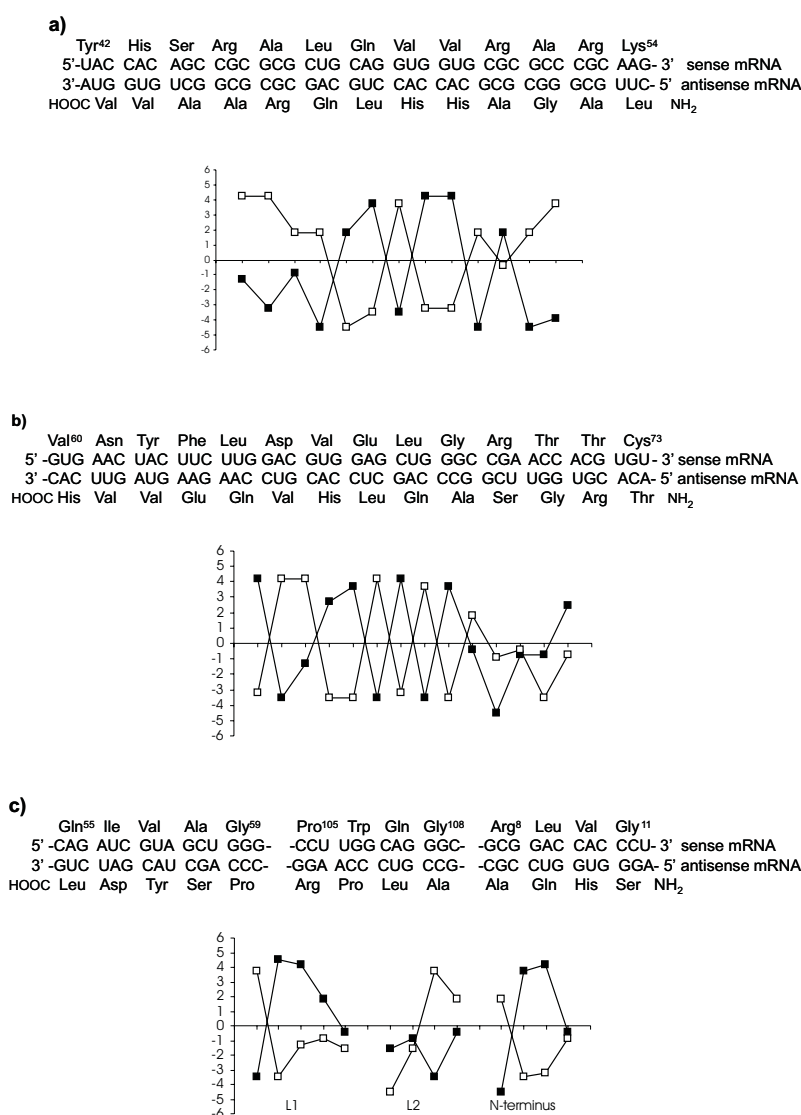 a)
Tyr42 His Ser Arg Ala Leu Gln Val Val Arg Ala Arg Lys54
5'-UAC CAC AGC CGC GCG CUG CAG GUG GUG CGC GCC CGC AAG- 3' sense mRNA
3'-AUG GUG UCG GCG CGC GAC GUC CAC CAC GCG CGG GCG UUC- 5' antisense mRNA
HOOC Val Val Ala Ala Arg Gln Leu His His Ala Gly Ala Leu NH2
6
5
4
3
2
1
0
-1
-2
-3
-4
-5
-6
b)
Val60 Asn Tyr Phe Leu Asp Val Glu Leu Gly Arg Thr Thr Cys73
5' -GUG AAC UAC UUC UUG GAC GUG GAG CUG GGC CGA ACC ACG UGU- 3' sense mRNA
3' -CAC UUG AUG AAG AAC CUG CAC CUC GAC CCG GCU UGG UGC ACA- 5' antisense mRNA
HOOC His Val Val Glu Gln Val His Leu Gln Ala Ser Gly Arg Thr NH2
6
5
4
3
2
1
0
-1
-2
-3
-4
-5
-6
c)
Gln55 Ile Val Ala Gly59 Pro105 Trp Gln Gly108 Arg8 Leu Val Gly11
5' -CAG AUC GUA GCU GGG- -CCU UGG CAG GGC- -GCG GAC CAC CCU- 3' sense mRNA
3' -GUC UAG CAU CGA CCC- -GGA ACC CUG CCG- -CGC CUG GUG GGA- 5' antisense mRNA
HOOC Leu Asp Tyr Ser Pro Arg Pro Leu Ala Ala Gln His Ser NH2
6
5
4
3
2
1
0
-1
-2
-3
-4
-5
-6
L1 L2 N-terminus